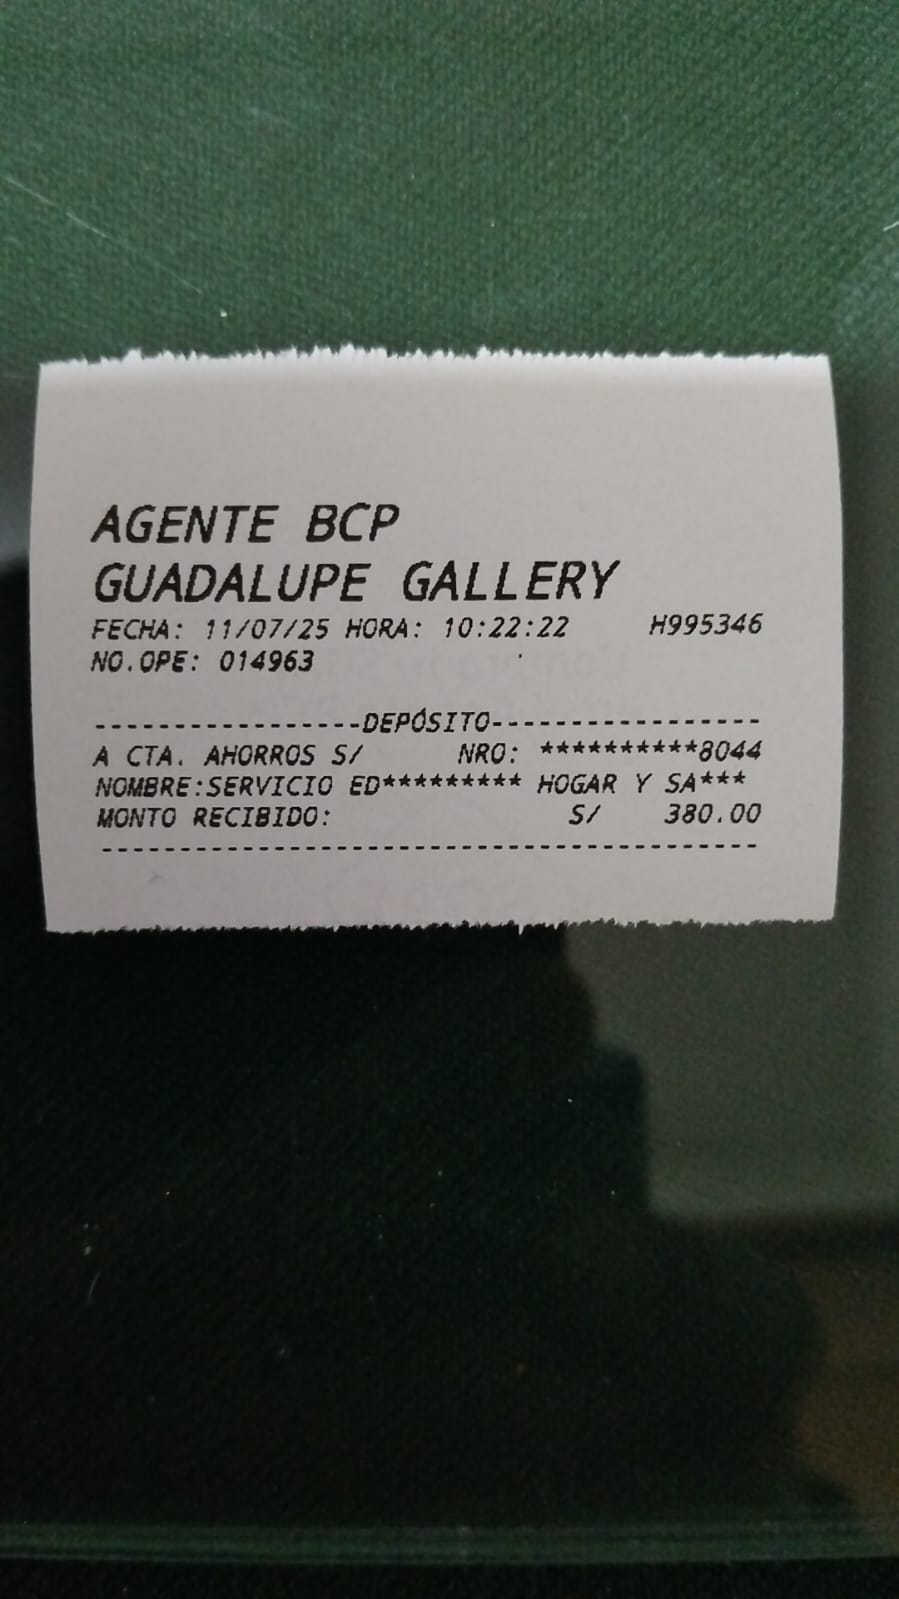 AGENTE BCP
GUADALUPE GALLERY
FECHA: 11/07/25 HORA: 10:22:22 H995346
NO.OPE: 014963
-----------------DEPÓSITO-----------------
A CTA. AHORROS S/ NRO: **********8044
NOMBRE:SERVICIO ED********* HOGAR Y SA***
MONTO RECIBIDO: S/ 380.00
------------------------------------------